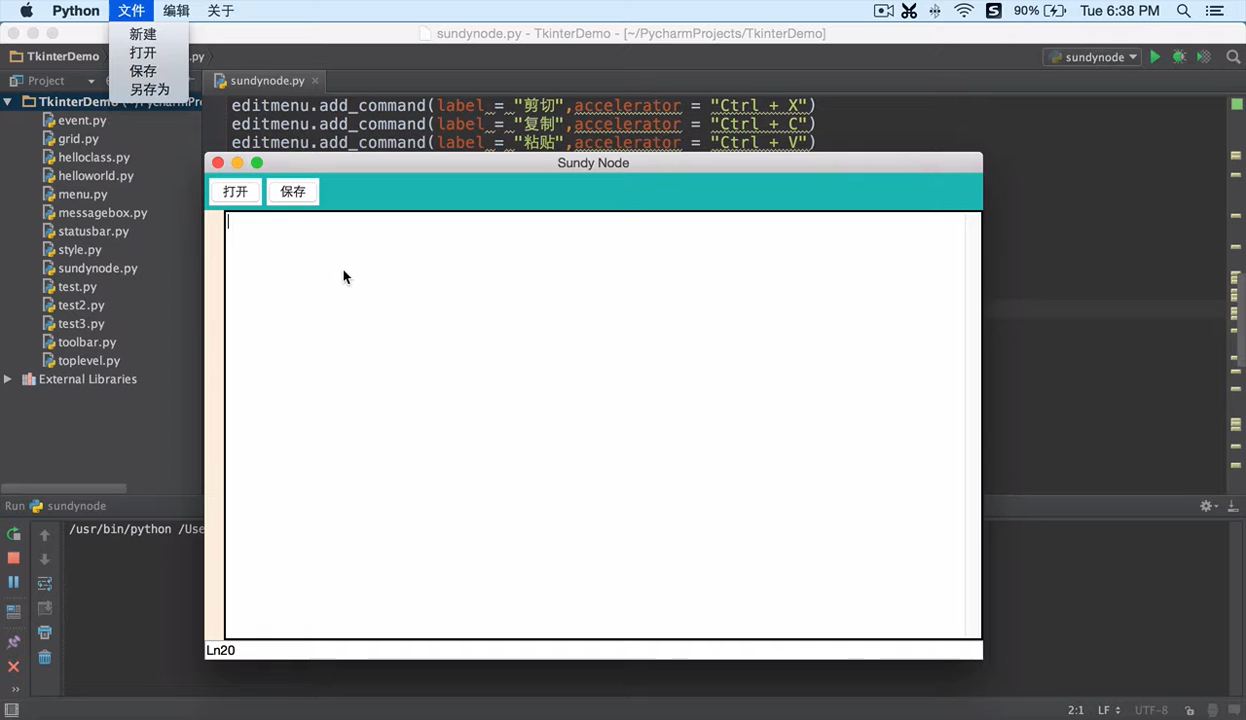 Python 文件 编辑 关于 90% Tue 6:38 PM
新建
打开
保存
另存为
sundynode.py - TkinterDemo - [~/PycharmProjects/TkinterDemo]
TkinterDemo .py sundynode
Project sundynode.py
TkinterDemo (~/PycharmPro
event.py
grid.py
helloclass.py
helloworld.py
menu.py
messagebox.py
statusbar.py
style.py
sundynode.py
test.py
test2.py
test3.py
toolbar.py
toplevel.py
External Libraries
editmenu.add_command(label = "剪切",accelerator = "Ctrl + X")
editmenu.add_command(label = "复制",accelerator = "Ctrl + C")
editmenu.add_command(label = "粘贴",accelerator = "Ctrl + V")
Sundy Node
打开 保存
Ln20
Run sundynode
/usr/bin/python /Use
2:1 LF UTF-8